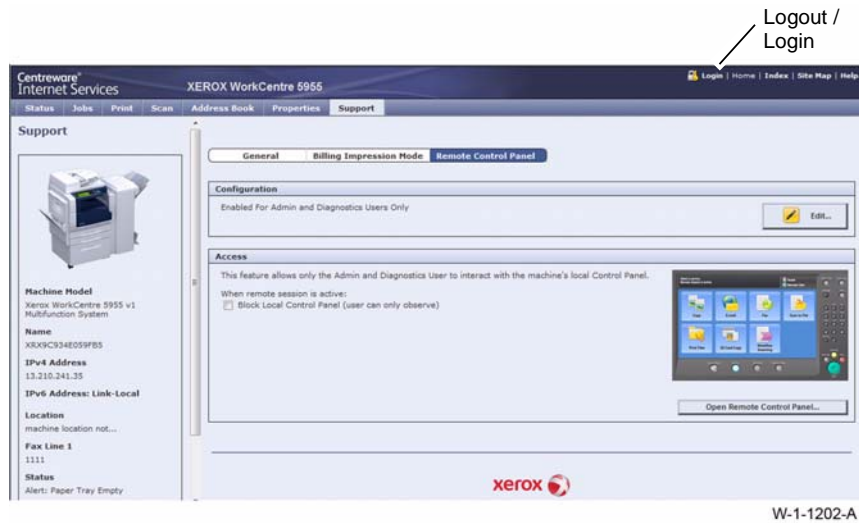 Logout /
Login
Centreware®
Internet Services
XEROX WorkCentre 5955
Login | Home | Index | Site Map | Help
Status Jobs Print Scan Address Book Properties Support
Support
General Billing Impression Mode Remote Control Panel
Configuration
Enabled For Admin and Diagnostics Users Only
Edit...
Access
This feature allows only the Admin and Diagnostics User to interact with the machine's local Control Panel.
When remote session is active:
Block Local Control Panel (user can only observe)
Open Remote Control Panel...
Machine Model
Xerox WorkCentre 5955 v1
Multifunction System
Name
XRX9C934E059FB5
IPv4 Address
13.210.241.35
IPv6 Address: Link-Local
Location
machine location not...
Fax Line 1
1111
Status
Alert: Paper Tray Empty
xerox
W-1-1202-A